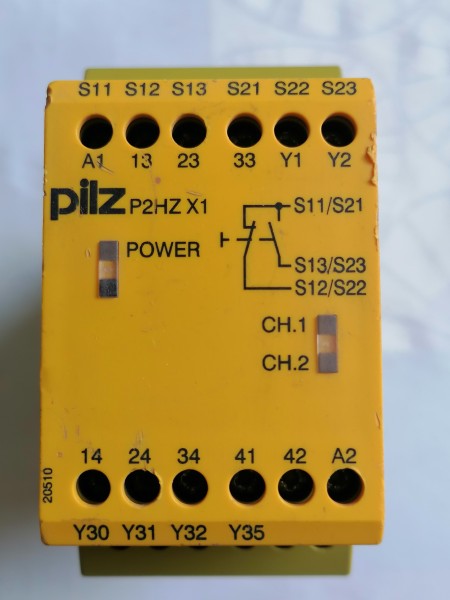 S11 S12 S13 S21 S22 S23
A1 13 23 33 Y1 Y2
pilz P2HZ X1
S11/S21
POWER
S13/S23
S12/S22
CH.1
CH.2
14 24 34 41 42 A2
20510
Y30 Y31 Y32 Y35